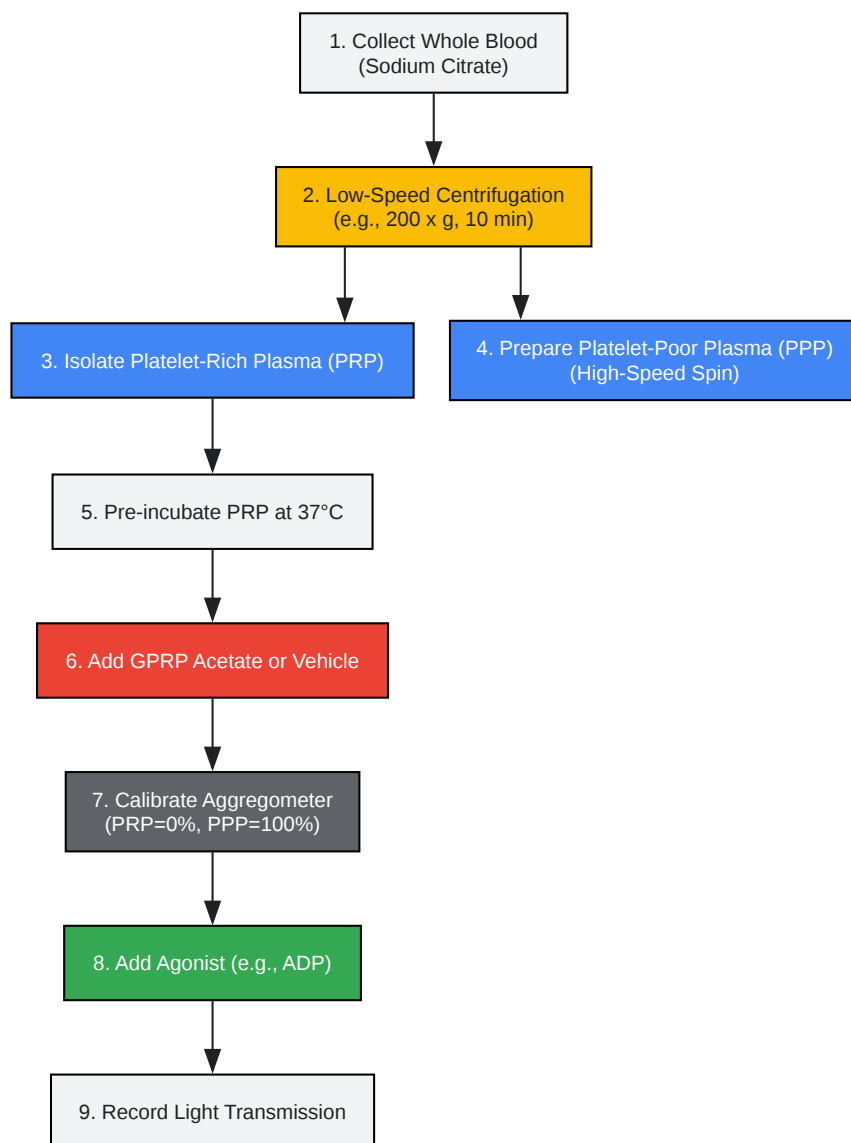 1. Collect Whole Blood
(Sodium Citrate)
2. Low-Speed Centrifugation
(e.g., 200 x g, 10 min)
3. Isolate Platelet-Rich Plasma (PRP)
4. Prepare Platelet-Poor Plasma (PPP)
(High-Speed Spin)
5. Pre-incubate PRP at 37°C
6. Add GPRP Acetate or Vehicle
7. Calibrate Aggregometer
(PRP=0%, PPP=100%)
8. Add Agonist (e.g., ADP)
9. Record Light Transmission